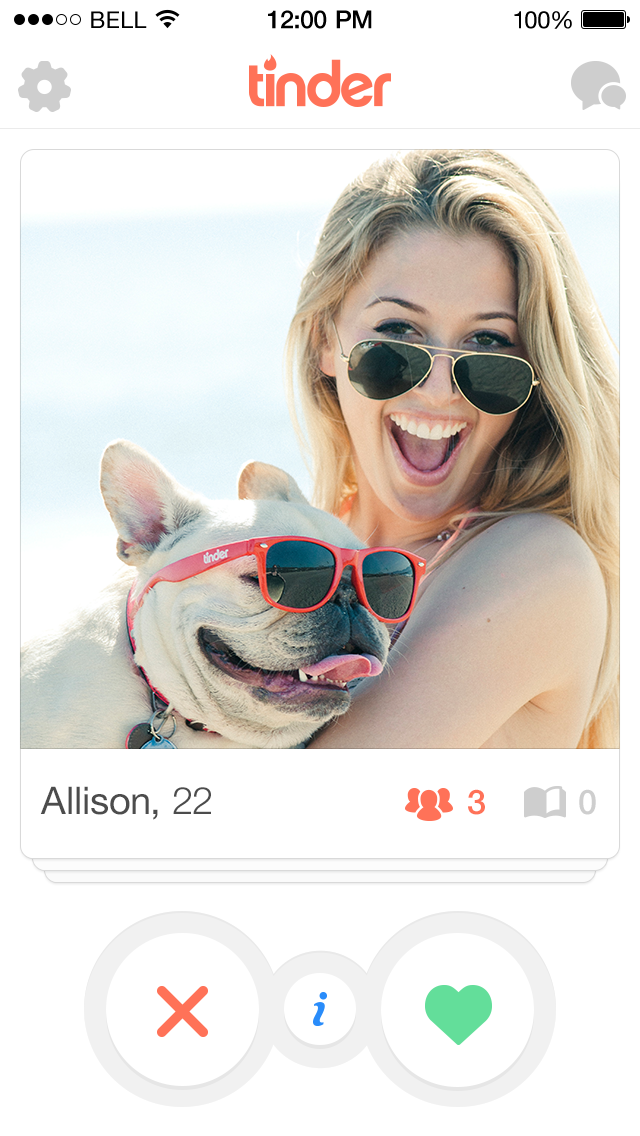 BELL 12:00 PM 100%
tinder
tinder
Allison, 22 3 0
i